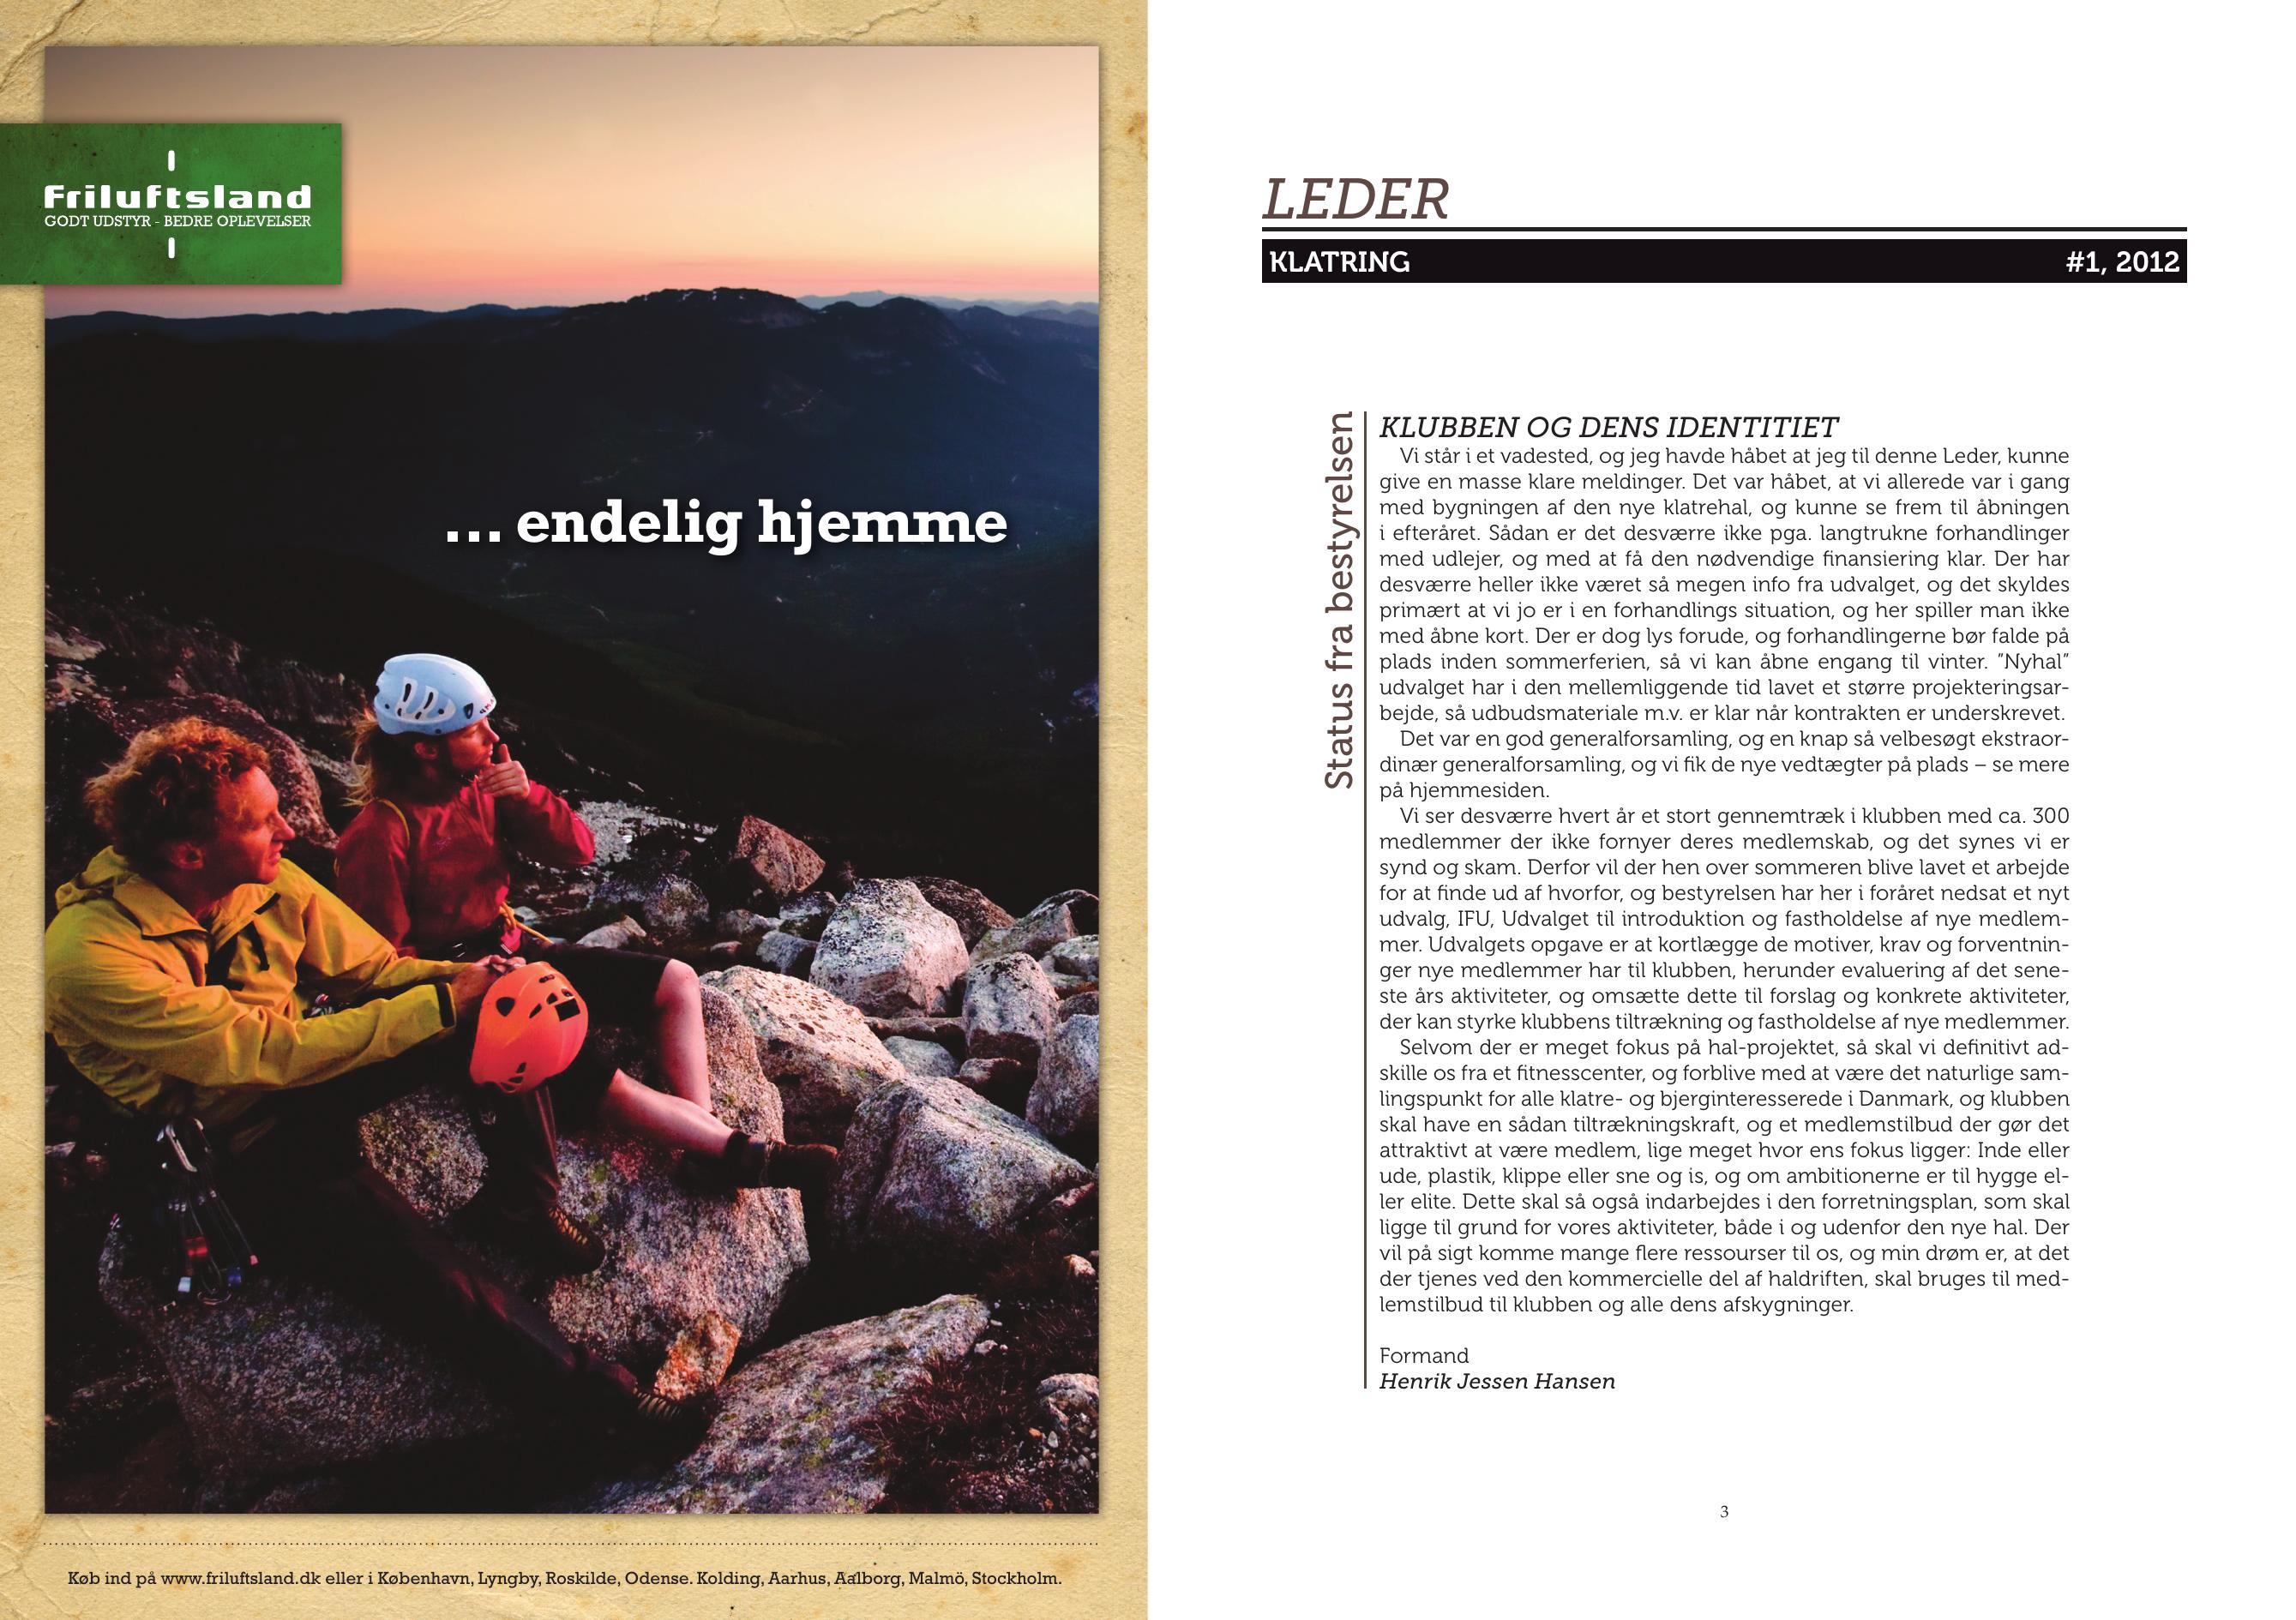 Friluftsland
GODT UDSTYR - BEDRE OPLEVELSER
... endelig hjemme
Køb ind på www.friluftsland.dk eller i København, Lyngby, Roskilde, Odense. Kolding, Aarhus, Aalborg, Malmö, Stockholm.
LEDER
KLATRING #1, 2012
Status fra bestyrelsen
KLUBBEN OG DENS IDENTITIET
Vi står i et vadested, og jeg havde håbet at jeg til denne Leder, kunne
give en masse klare meldinger. Det var håbet, at vi allerede var i gang
med bygningen af den nye klatrehal, og kunne se frem til åbningen
i efteråret. Sådan er det desværre ikke pga. langtrukne forhandlinger
med udlejer, og med at få den nødvendige finansiering klar. Der har
desværre heller ikke været så megen info fra udvalget, og det skyldes
primært at vi jo er i en forhandlings situation, og her spiller man ikke
med åbne kort. Der er dog lys forude, og forhandlingerne bør falde på
plads inden sommerferien, så vi kan åbne engang til vinter. ”Nyhal”
udvalget har i den mellemliggende tid lavet et større projekteringsar-
bejde, så udbudsmateriale m.v. er klar når kontrakten er underskrevet.
Det var en god generalforsamling, og en knap så velbesøgt ekstraor-
dinær generalforsamling, og vi fik de nye vedtægter på plads – se mere
på hjemmesiden.
Vi ser desværre hvert år et stort gennemtræk i klubben med ca. 300
medlemmer der ikke fornyer deres medlemskab, og det synes vi er
synd og skam. Derfor vil der hen over sommeren blive lavet et arbejde
for at finde ud af hvorfor, og bestyrelsen har her i foråret nedsat et nyt
udvalg, IFU, Udvalget til introduktion og fastholdelse af nye medlem-
mer. Udvalgets opgave er at kortlægge de motiver, krav og forventnin-
ger nye medlemmer har til klubben, herunder evaluering af det sene-
ste års aktiviteter, og omsætte dette til forslag og konkrete aktiviteter,
der kan styrke klubbens tiltrækning og fastholdelse af nye medlemmer.
Selvom der er meget fokus på hal-projektet, så skal vi definitivt ad-
skille os fra et fitnesscenter, og forblive med at være det naturlige sam-
lingspunkt for alle klatre- og bjerginteresserede i Danmark, og klubben
skal have en sådan tiltrækningskraft, og et medlemstilbud der gør det
attraktivt at være medlem, lige meget hvor ens fokus ligger: Inde eller
ude, plastik, klippe eller sne og is, og om ambitionerne er til hygge el-
ler elite. Dette skal så også indarbejdes i den forretningsplan, som skal
ligge til grund for vores aktiviteter, både i og udenfor den nye hal. Der
vil på sigt komme mange flere ressourser til os, og min drøm er, at det
der tjenes ved den kommercielle del af haldriften, skal bruges til med-
lemstilbud til klubben og alle dens afskygninger.
Formand
Henrik Jessen Hansen
3